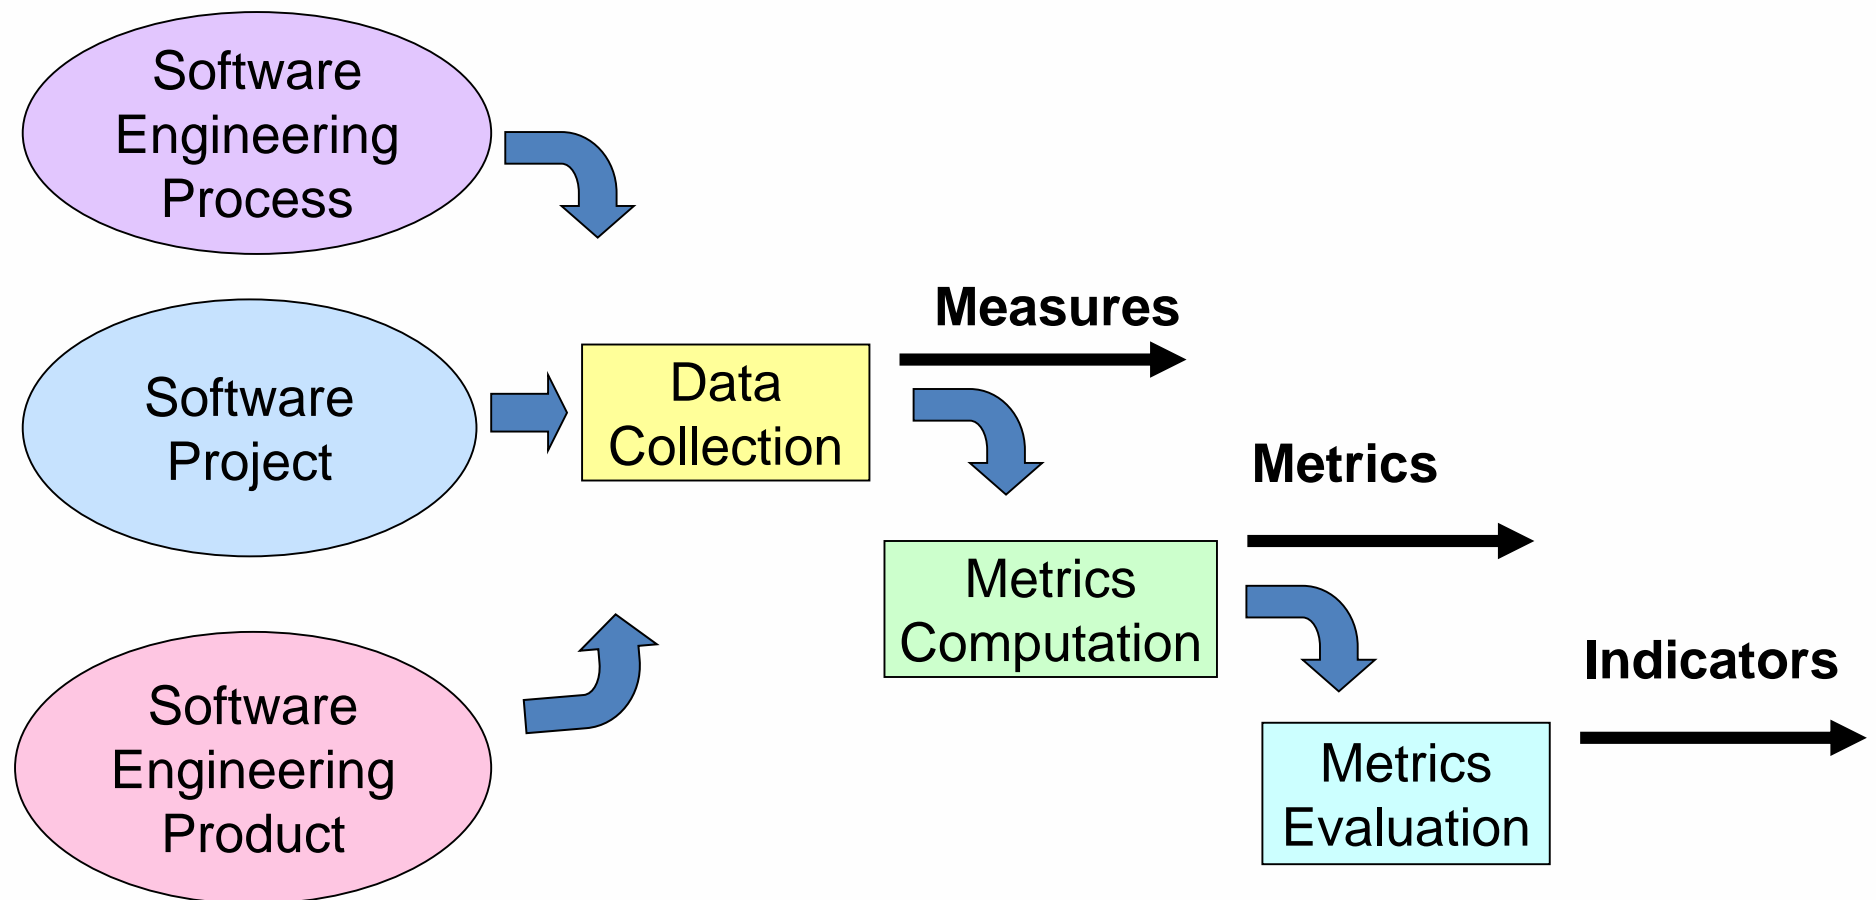 Software
Engineering
Process
Software
Project
Software
Engineering
Product
Data
Collection
Measures
Metrics
Computation
Metrics
Metrics
Evaluation
Indicators